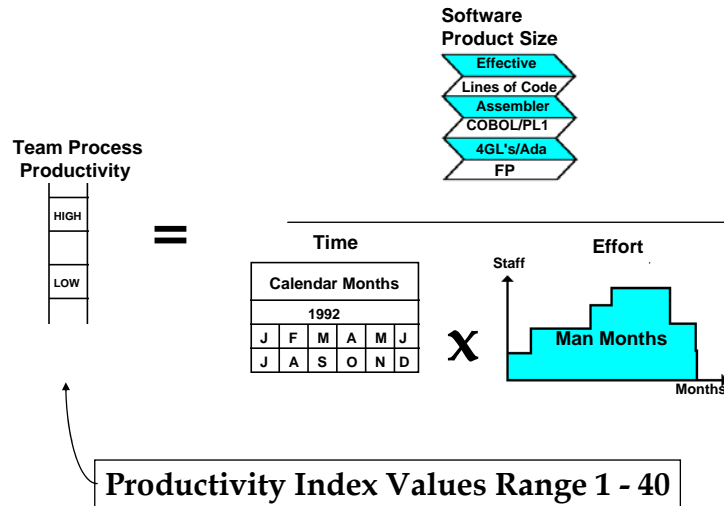 Software
Product Size
Effective
Lines of Code
Assembler
COBOL/PL1
4GL's/Ada
FP
Team Process
Productivity
HIGH
LOW
=
Time
Calendar Months
1992
J F M A M J
J A S O N D
x
Effort
Staff
Man Months
Months
Productivity Index Values Range 1 - 40